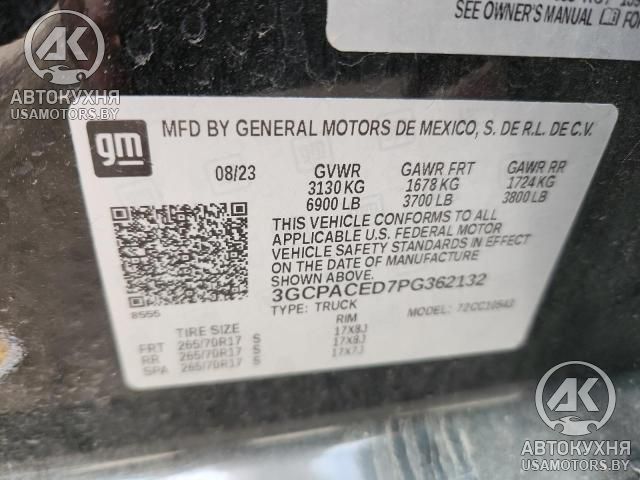 SEE OWNER'S MANUAL
AK
АВТОКУХНЯ
USAMOTORS.BY
gm
MFD BY GENERAL MOTORS DE MEXICO, S. DE R.L. DE C.V.
08/23 GVWR GAWR FRT GAWR RR
3130 KG 1678 KG 1724 KG
6900 LB 3700 LB 3800 LB
THIS VEHICLE CONFORMS TO ALL
APPLICABLE U.S. FEDERAL MOTOR
VEHICLE SAFETY STANDARDS IN EFFECT
ON THE DATE OF MANUFACTURE
SHOWN ABOVE.
3GCPACED7PG362132
8555 TYPE: TRUCK MODEL: 72CC10543
TIRE SIZE RIM
FRT 265/70R17 S 17X8J
RR 265/70R17 S 17X8J
SPA 265/70R17 S 17X7J
AK
АВТОКУХНЯ
USAMOTORS.BY